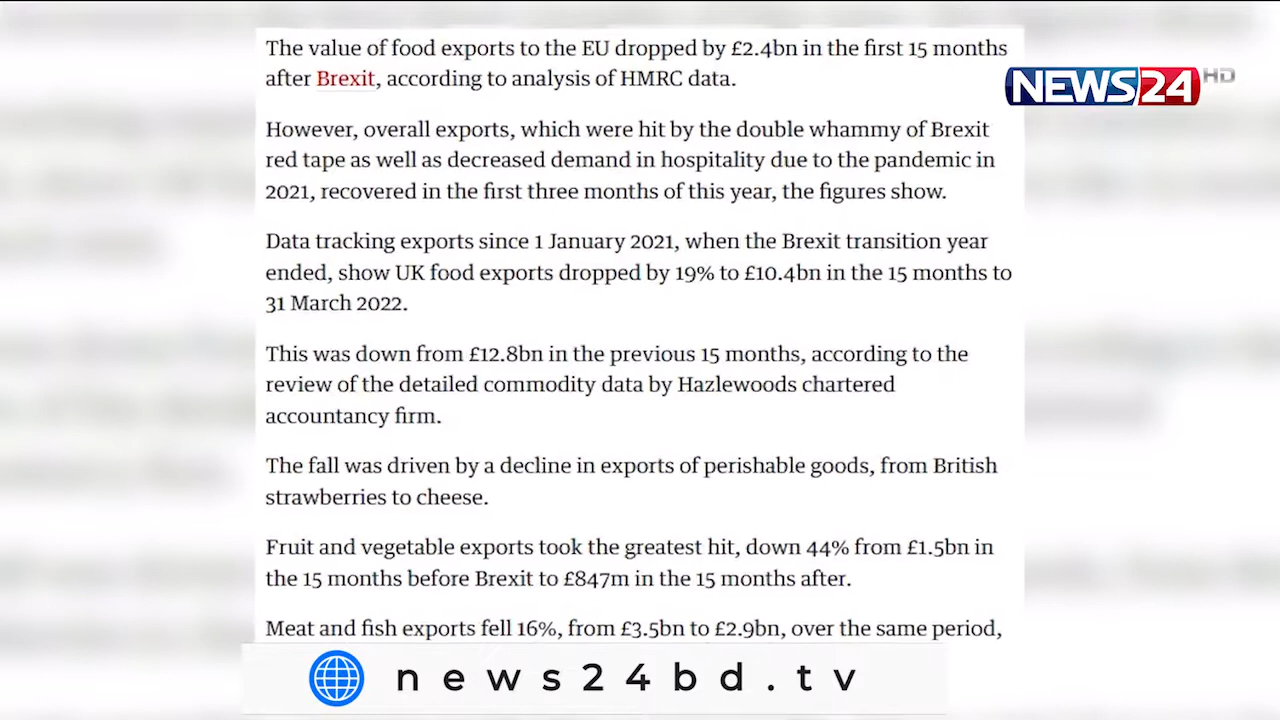 The value of food exports to the EU dropped by £2.4bn in the first 15 months
after Brexit, according to analysis of HMRC data.
NEWS24 HD
However, overall exports, which were hit by the double whammy of Brexit
red tape as well as decreased demand in hospitality due to the pandemic in
2021, recovered in the first three months of this year, the figures show.
Data tracking exports since 1 January 2021, when the Brexit transition year
ended, show UK food exports dropped by 19% to £10.4bn in the 15 months to
31 March 2022.
This was down from £12.8bn in the previous 15 months, according to the
review of the detailed commodity data by Hazlewoods chartered
accountancy firm.
The fall was driven by a decline in exports of perishable goods, from British
strawberries to cheese.
Fruit and vegetable exports took the greatest hit, down 44% from £1.5bn in
the 15 months before Brexit to £847m in the 15 months after.
Meat and fish exports fell 16%, from £3.5bn to £2.9bn, over the same period,
news24bd.tv